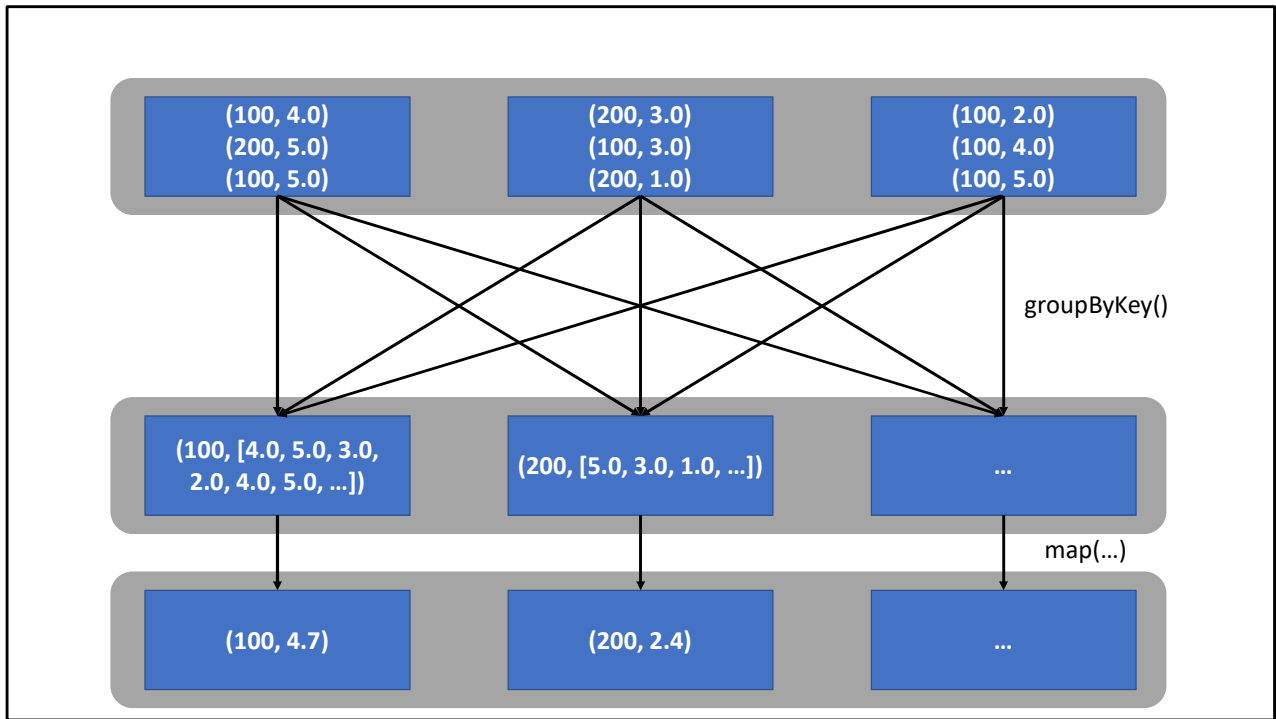 (100, 4.0)
(200, 5.0)
(100, 5.0)
(200, 3.0)
(100, 3.0)
(200, 1.0)
(100, 2.0)
(100, 4.0)
(100, 5.0)
groupByKey()
(100, [4.0, 5.0, 3.0,
2.0, 4.0, 5.0, …])
(200, [5.0, 3.0, 1.0, …])
…
map(…)
(100, 4.7)
(200, 2.4)
…